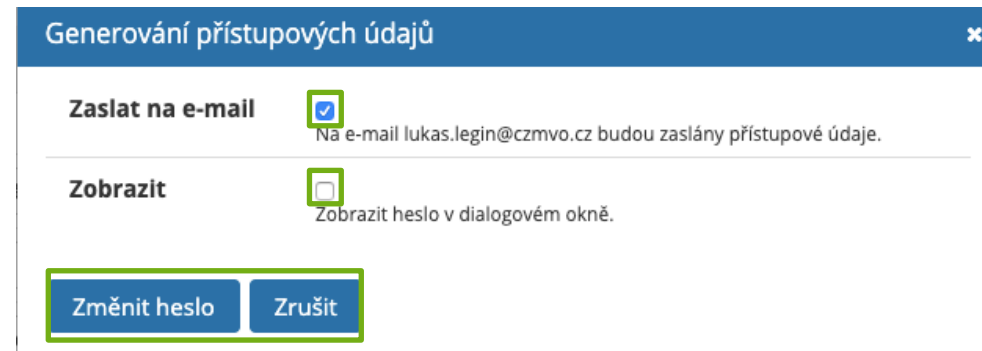 Generování přístupových údajů
Zaslat na e-mail
Na e-mail lukas.legin@czmvo.cz budou zaslány přístupové údaje.
Zobrazit
Zobrazit heslo v dialogovém okně.
Změnit heslo Zrušit